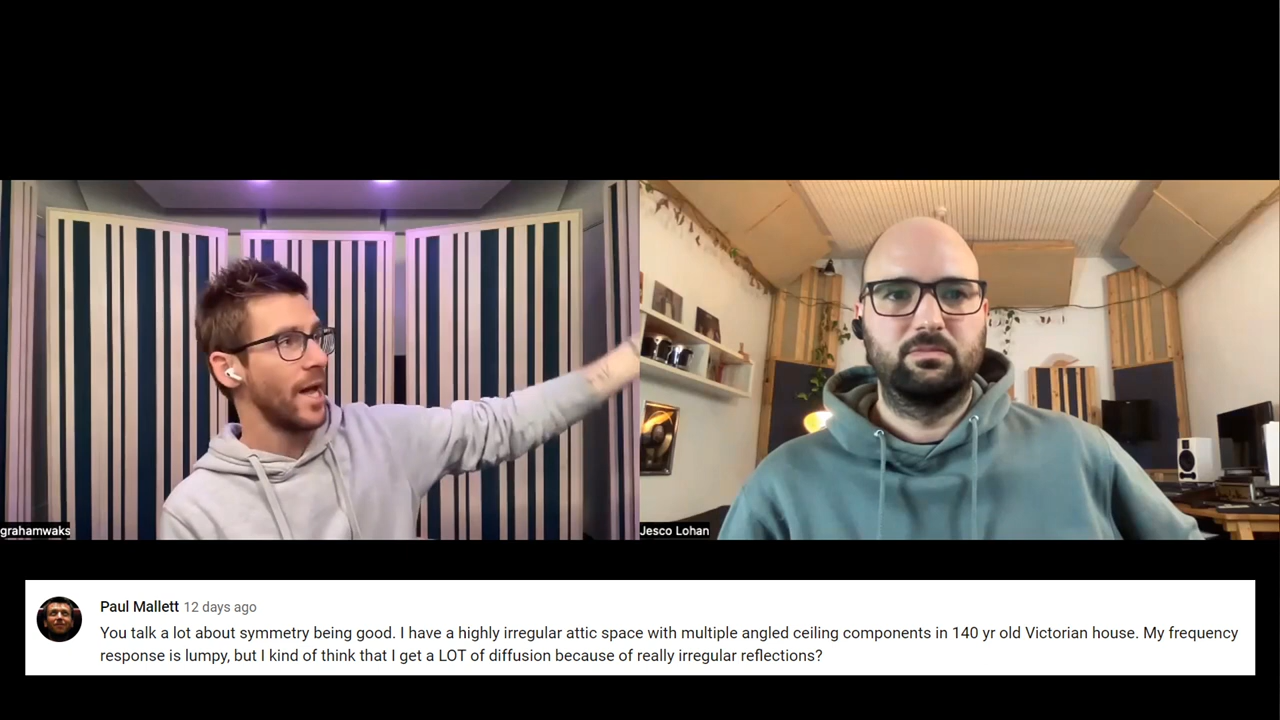 grahamwaks
Jesco Lohan
Paul Mallett 12 days ago
You talk a lot about symmetry being good. I have a highly irregular attic space with multiple angled ceiling components in 140 yr old Victorian house. My frequency
response is lumpy, but I kind of think that I get a LOT of diffusion because of really irregular reflections?